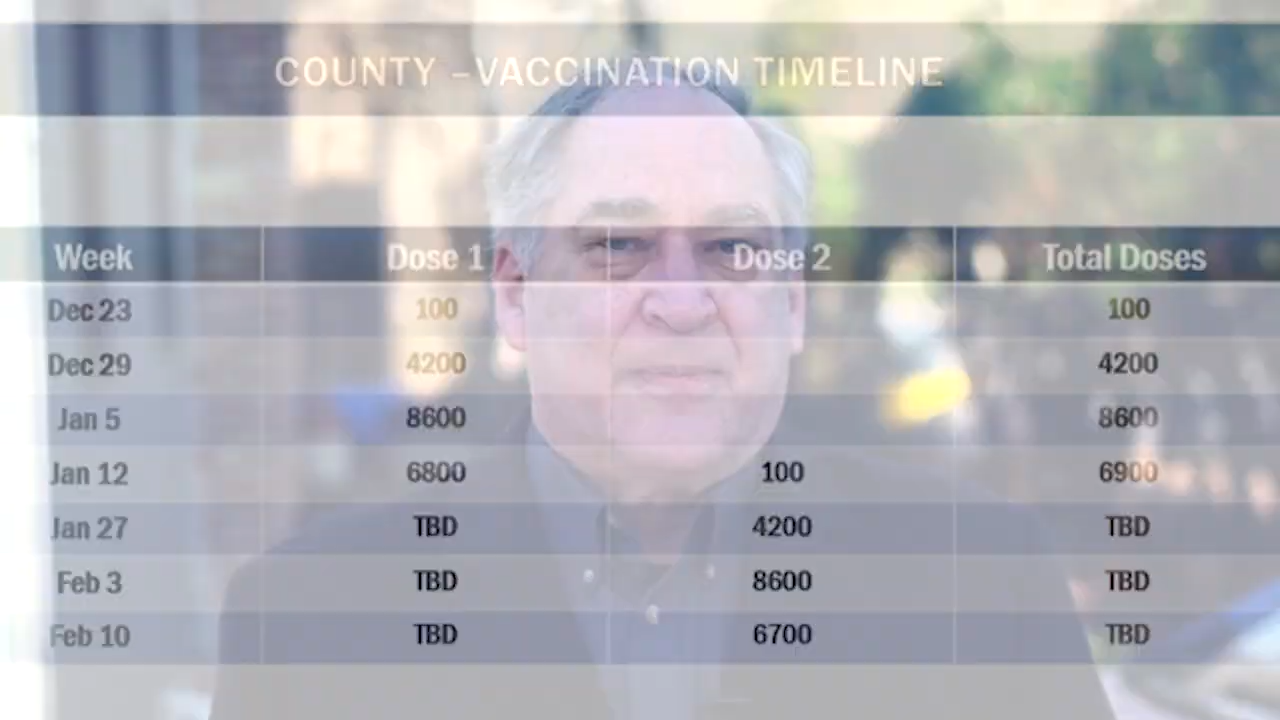 COUNTY – VACCINATION TIMELINE
Week Dose 1 Dose 2 Total Doses
Dec 23 100 100
Dec 29 4200 4200
Jan 5 8600 8600
Jan 12 6800 100 6900
Jan 27 TBD 4200 TBD
Feb 3 TBD 8600 TBD
Feb 10 TBD 6700 TBD